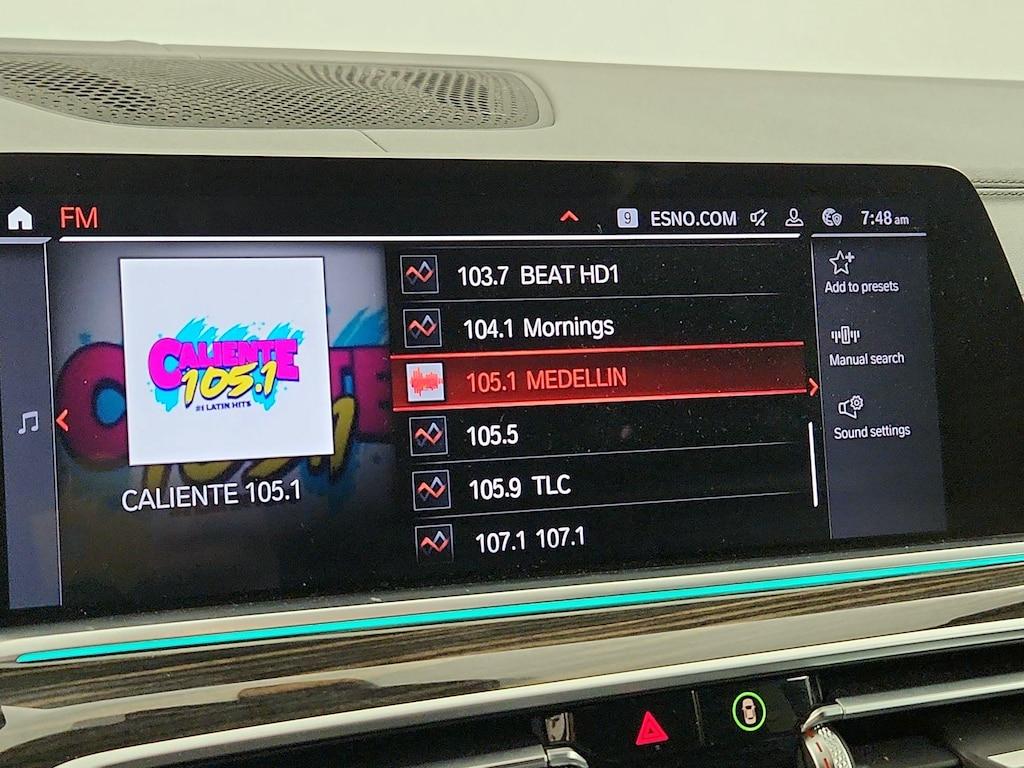 FM
9 ESNO.COM 7:48 am
CALIENTE
105.1
#1 LATIN HITS
CALIENTE 105.1
103.7 BEAT HD1
104.1 Mornings
105.1 MEDELLIN
105.5
105.9 TLC
107.1 107.1
Add to presets
Manual search
Sound settings